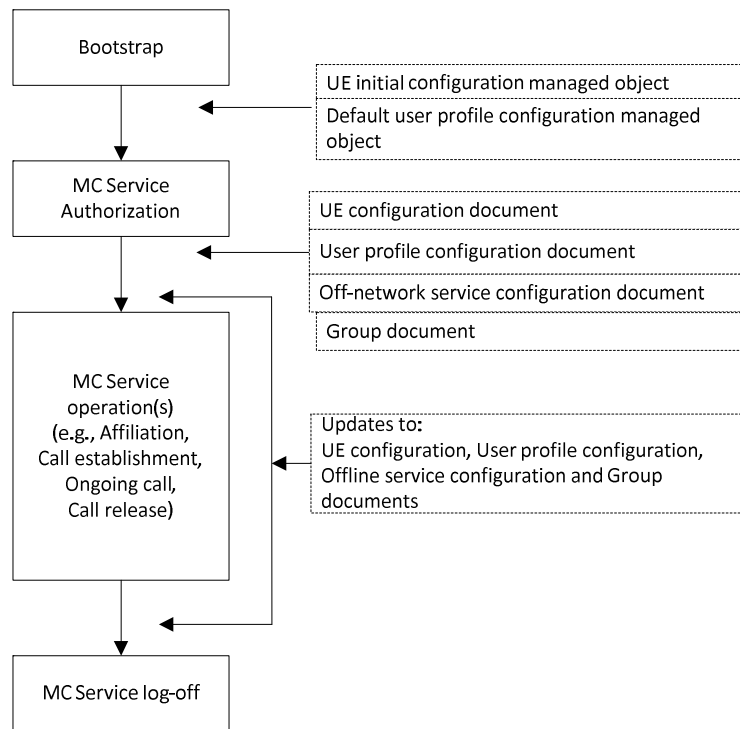 Bootstrap
UE initial configuration managed object
Default user profile configuration managed
object
MC Service
Authorization
UE configuration document
User profile configuration document
Off-network service configuration document
Group document
MC Service
operation(s)
(e.g., Affiliation,
Call establishment,
Ongoing call,
Call release)
Updates to:
UE configuration, User profile configuration,
Offline service configuration and Group
documents
MC Service log-off